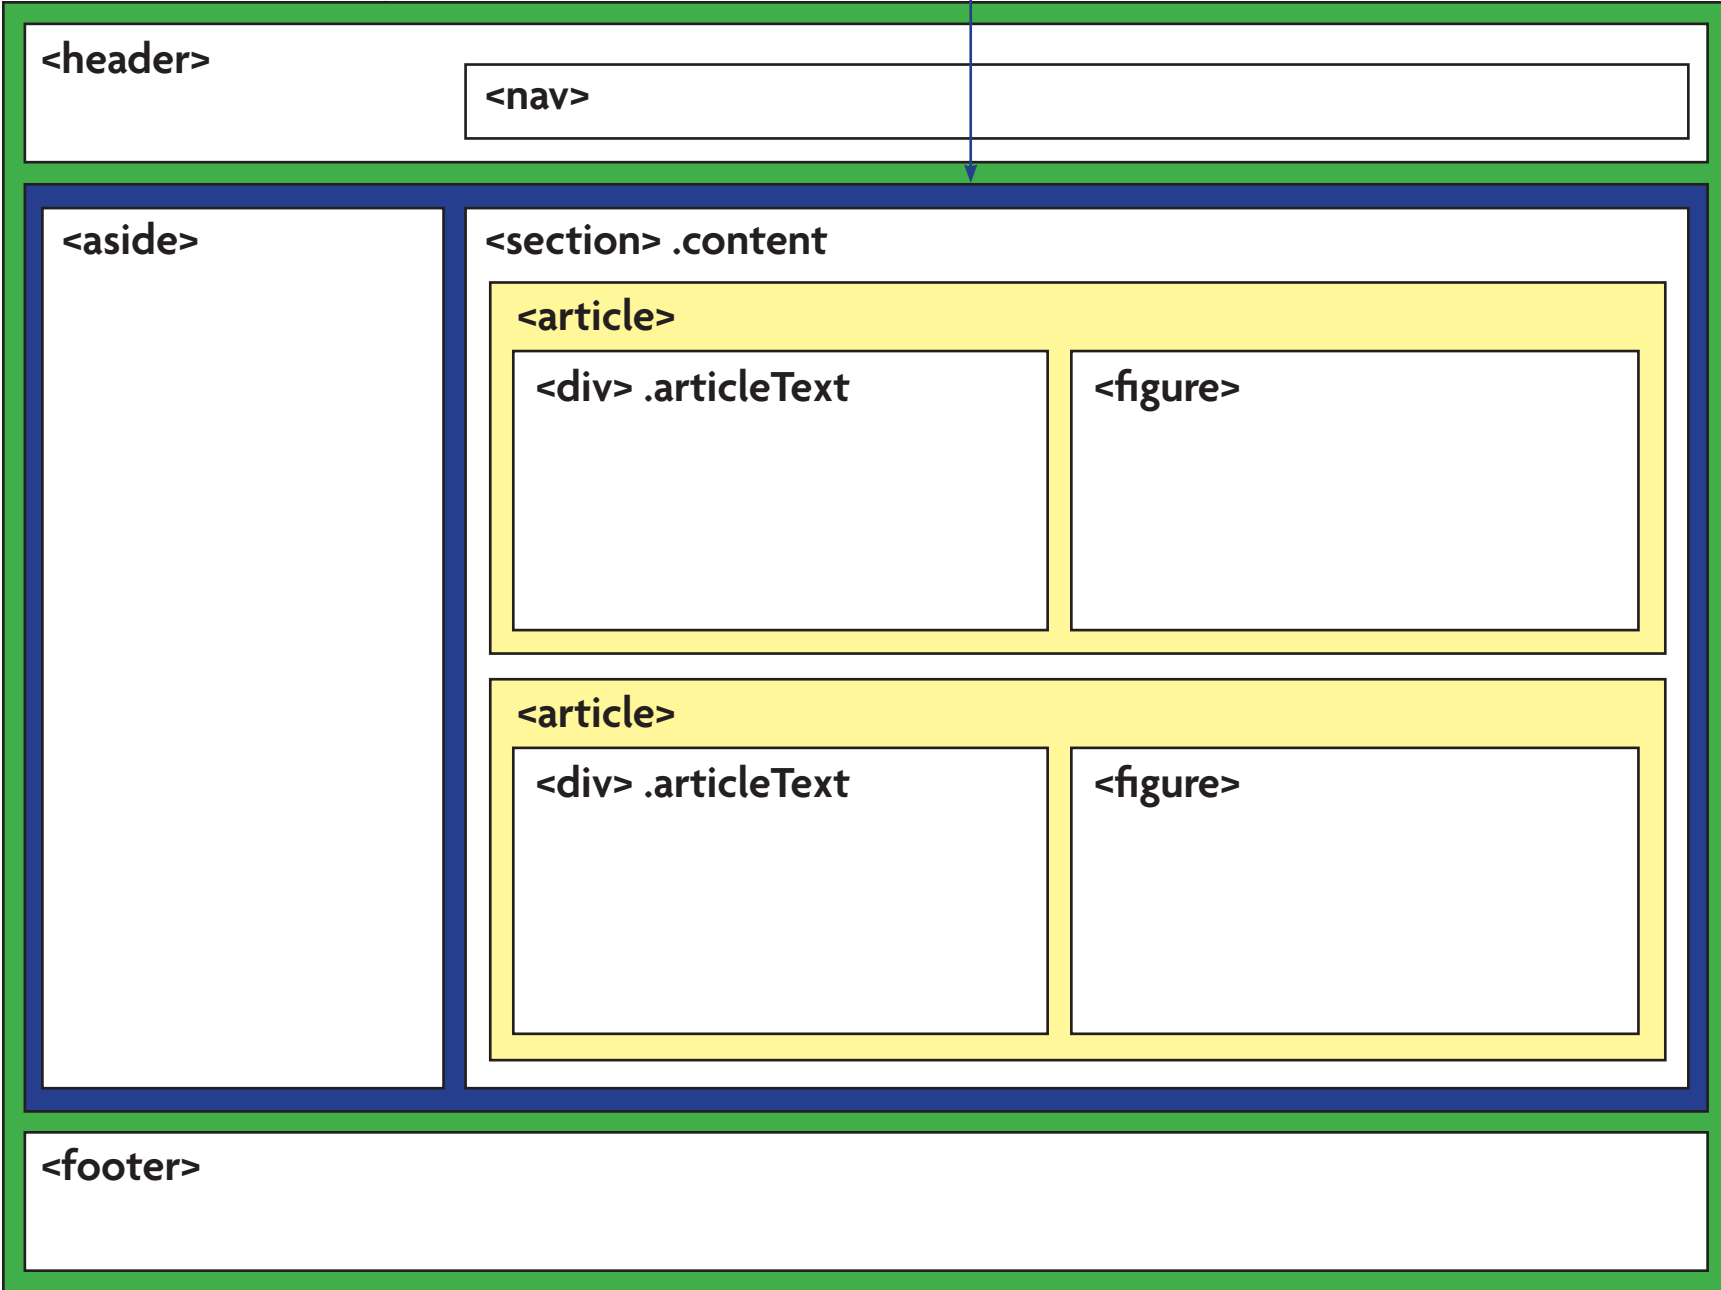 <header>
<nav>
<aside>
<section> .content
<article>
<div> .articleText
<figure>
<article>
<div> .articleText
<figure>
<footer>